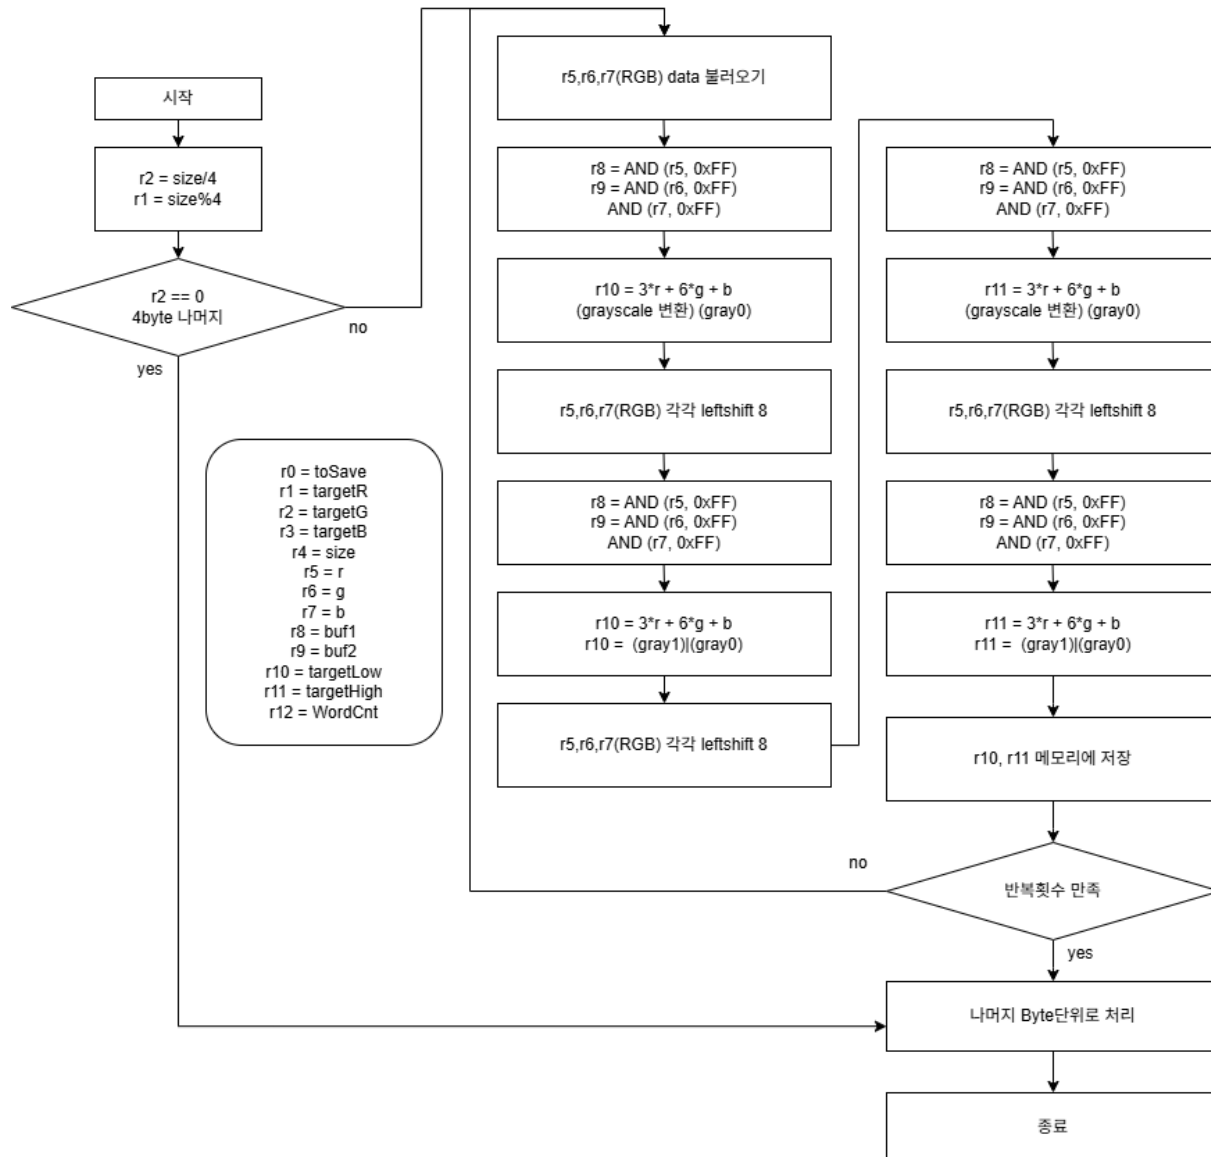 시작
r2 = size/4
r1 = size%4
r2 == 0
4byte 나머지
no
yes
r0 = toSave
r1 = targetR
r2 = targetG
r3 = targetB
r4 = size
r5 = r
r6 = g
r7 = b
r8 = buf1
r9 = buf2
r10 = targetLow
r11 = targetHigh
r12 = WordCnt
r5,r6,r7(RGB) data 불러오기
r8 = AND (r5, 0xFF)
r9 = AND (r6, 0xFF)
AND (r7, 0xFF)
r10 = 3*r + 6*g + b
(grayscale 변환) (gray0)
r5,r6,r7(RGB) 각각 leftshift 8
r8 = AND (r5, 0xFF)
r9 = AND (r6, 0xFF)
AND (r7, 0xFF)
r10 = 3*r + 6*g + b
r10 = (gray1)|(gray0)
r5,r6,r7(RGB) 각각 leftshift 8
r8 = AND (r5, 0xFF)
r9 = AND (r6, 0xFF)
AND (r7, 0xFF)
r11 = 3*r + 6*g + b
(grayscale 변환) (gray0)
r5,r6,r7(RGB) 각각 leftshift 8
r8 = AND (r5, 0xFF)
r9 = AND (r6, 0xFF)
AND (r7, 0xFF)
r11 = 3*r + 6*g + b
r11 = (gray1)|(gray0)
r10, r11 메모리에 저장
no
반복횟수 만족
yes
나머지 Byte단위로 처리
종료